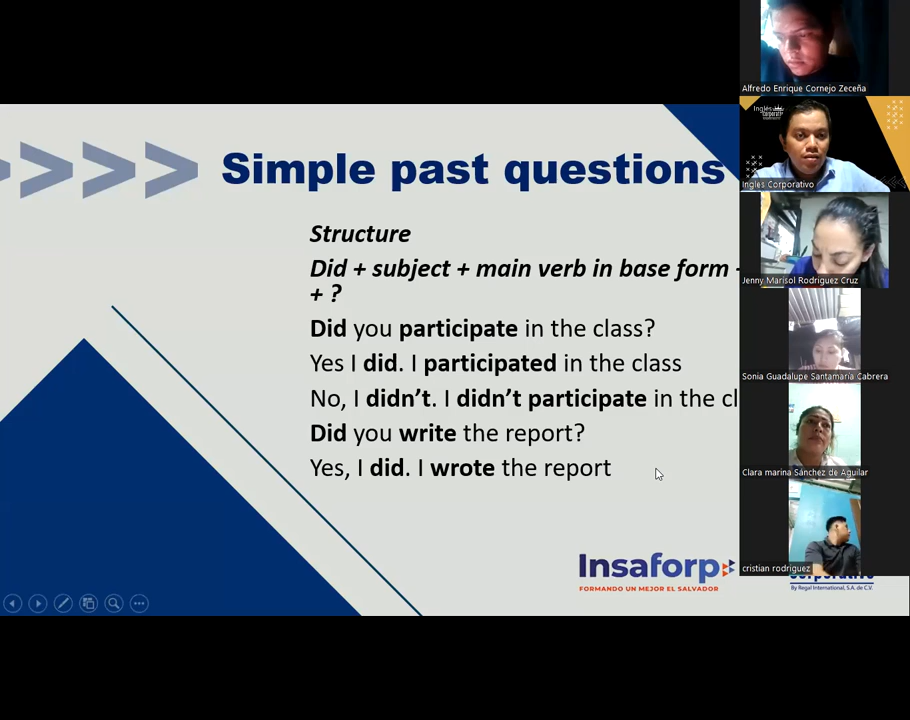 Simple past questions
Structure
Did + subject + main verb in base form
+ ?
Did you participate in the class?
Yes I did. I participated in the class
No, I didn't. I didn't participate in the
Did you write the report?
Yes, I did. I wrote the report
Insaforp
FORMANDO UN MEJOR EL SALVADOR
By Regal International, S.A. de C.V.
Alfredo Enrique Cornejo Zeceña
Ingles Corporativo
Jenny Marisol Rodriguez Cruz
Sonia Guadalupe Santamaria Cabrera
Clara marina Sánchez de Aguilar
cristian rodriguez